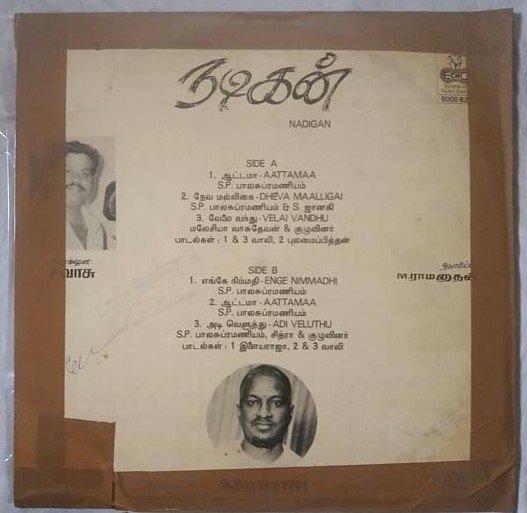 நடிகன்
NADIGAN
ECHO
SIDE A
1. ஆட்டமா - AATTAMAA
S.P. பாலசுப்ரமணியம்
2. தேவ மல்லிகை - DHEVA MAALLIGAI
S.P. பாலசுப்ரமணியம் & S. ஜானகி
3. வேலை வந்து - VELAI VANDHU
மலேசியா வாசுதேவன் & குழுவினர்
பாடல்கள் : 1 & 3 வாலி, 2 புலமைப்பித்தன்
வாசு
M.ராமனாதன்
SIDE B
1. எங்கே நிம்மதி - ENGE NIMMADHI
S.P. பாலசுப்ரமணியம்
2. ஆட்டமா - AATTAMAA
S.P. பாலசுப்ரமணியம்
3. அடி வெளுத்து - ADI VELUTHU
S.P. பாலசுப்ரமணியம், சித்ரா & குழுவினர்
பாடல்கள் : 1 இளையராஜா, 2 & 3 வாலி